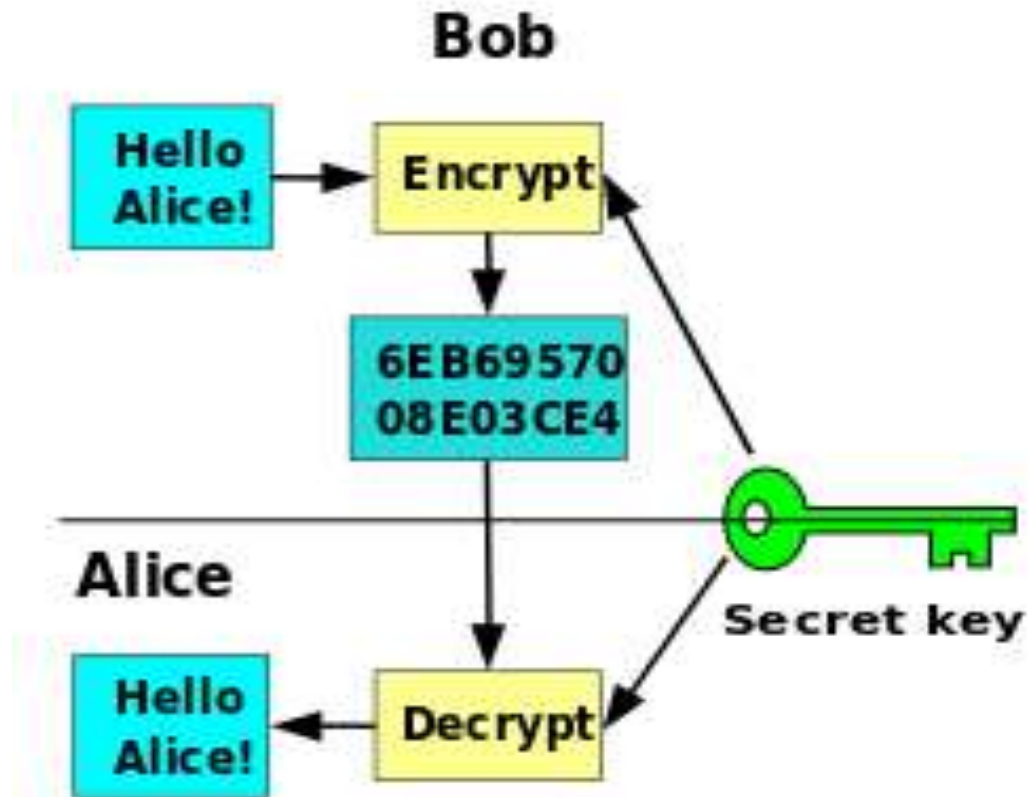 Bob
Hello
Alice!
Encrypt
6EB69570
08E03CE4
Alice
Secret key
Hello
Alice!
Decrypt